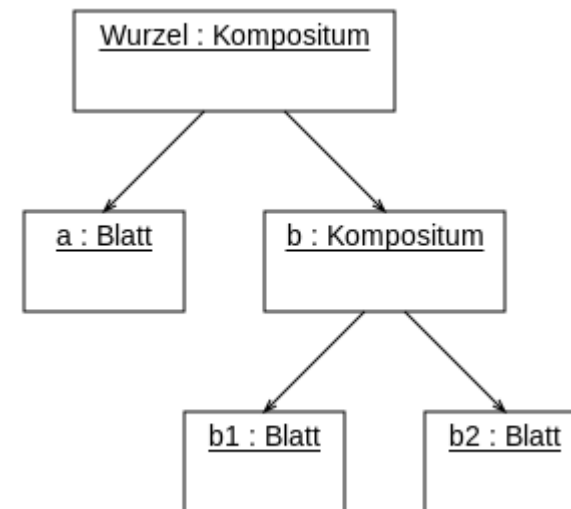 Wurzel : Kompositum
a : Blatt
b : Kompositum
b1 : Blatt
b2 : Blatt